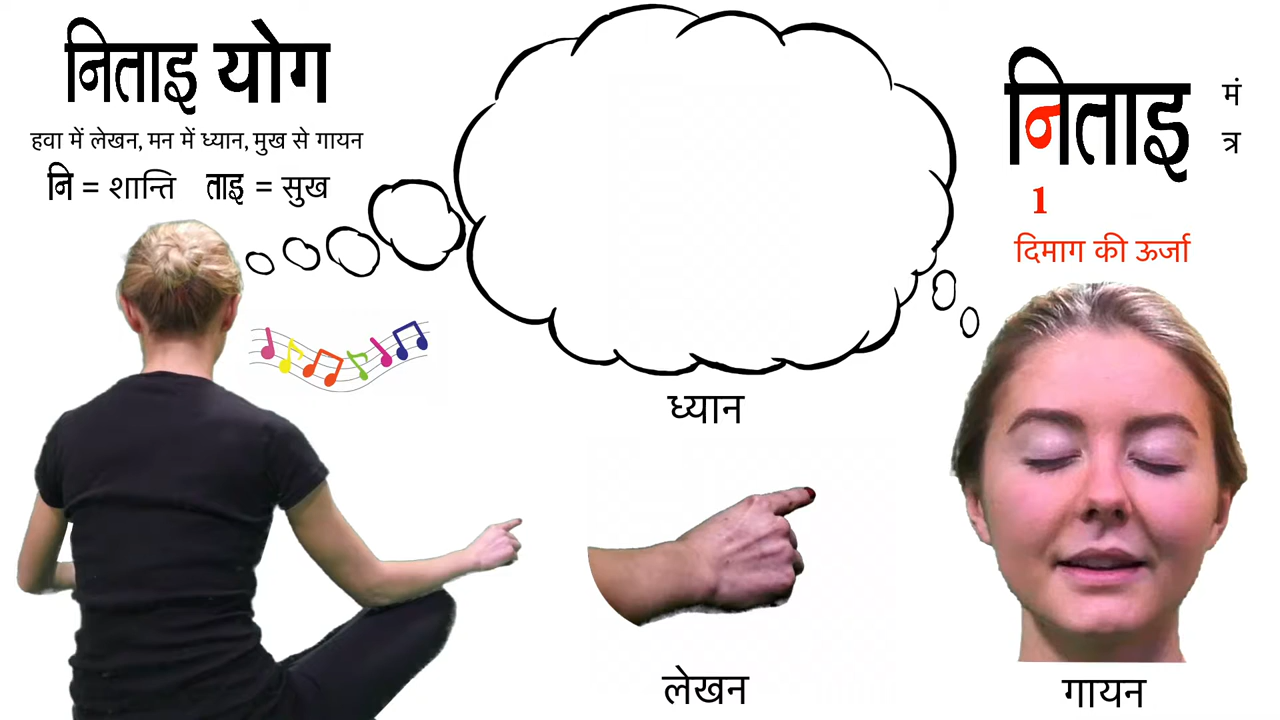 निताइ योग
हवा में लेखन, मन में ध्यान, मुख से गायन
नि = शान्ति ताइ = सुख
निताइ
मं
त्र
1
दिमाग की ऊर्जा
ध्यान
लेखन
गायन